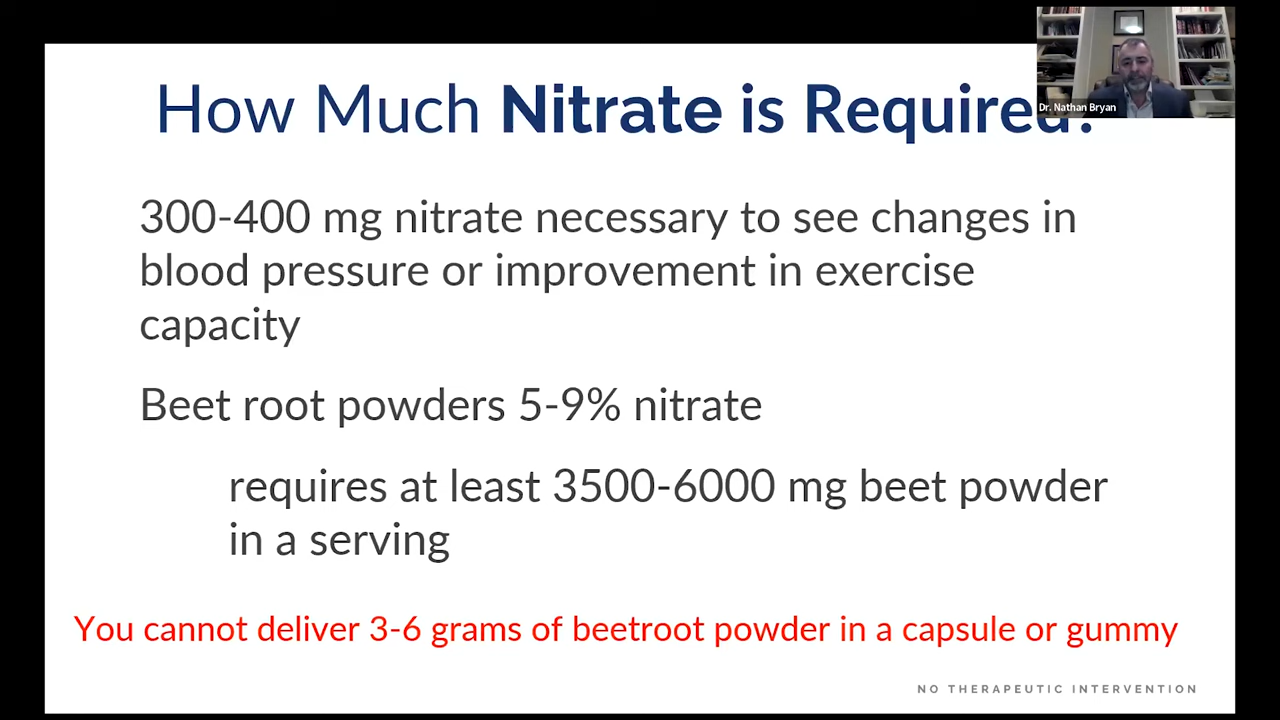 How Much Nitrate is Required?
Dr. Nathan Bryan
300-400 mg nitrate necessary to see changes in
blood pressure or improvement in exercise
capacity
Beet root powders 5-9% nitrate
requires at least 3500-6000 mg beet powder
in a serving
You cannot deliver 3-6 grams of beetroot powder in a capsule or gummy
NO THERAPEUTIC INTERVENTION